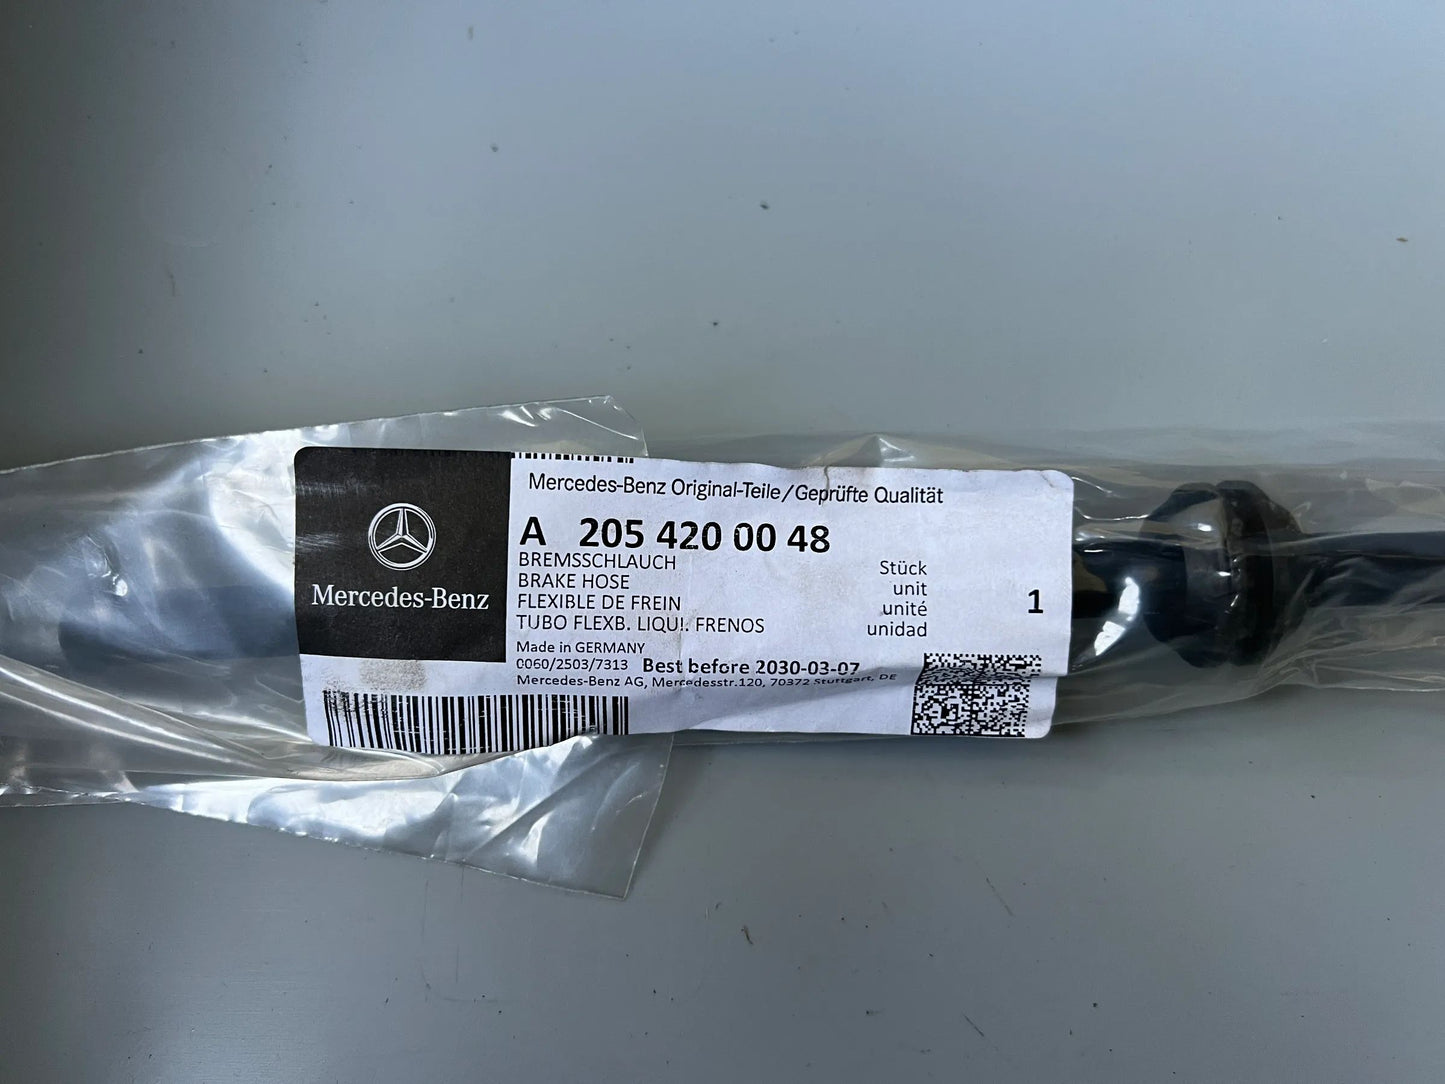 Mercedes-Benz Original-Teile/Geprüfte Qualität
A 205 420 00 48
BREMSSCHLAUCH
BRAKE HOSE
FLEXIBLE DE FREIN
TUBO FLEXB. LIQUI. FRENOS
Stück
unit
unité
unidad
1
Mercedes-Benz
Made in GERMANY
0060/2503/7313 Best before 2030-03-07
Mercedes-Benz AG, Mercedesstr.120, 70372 Stuttgart, DE